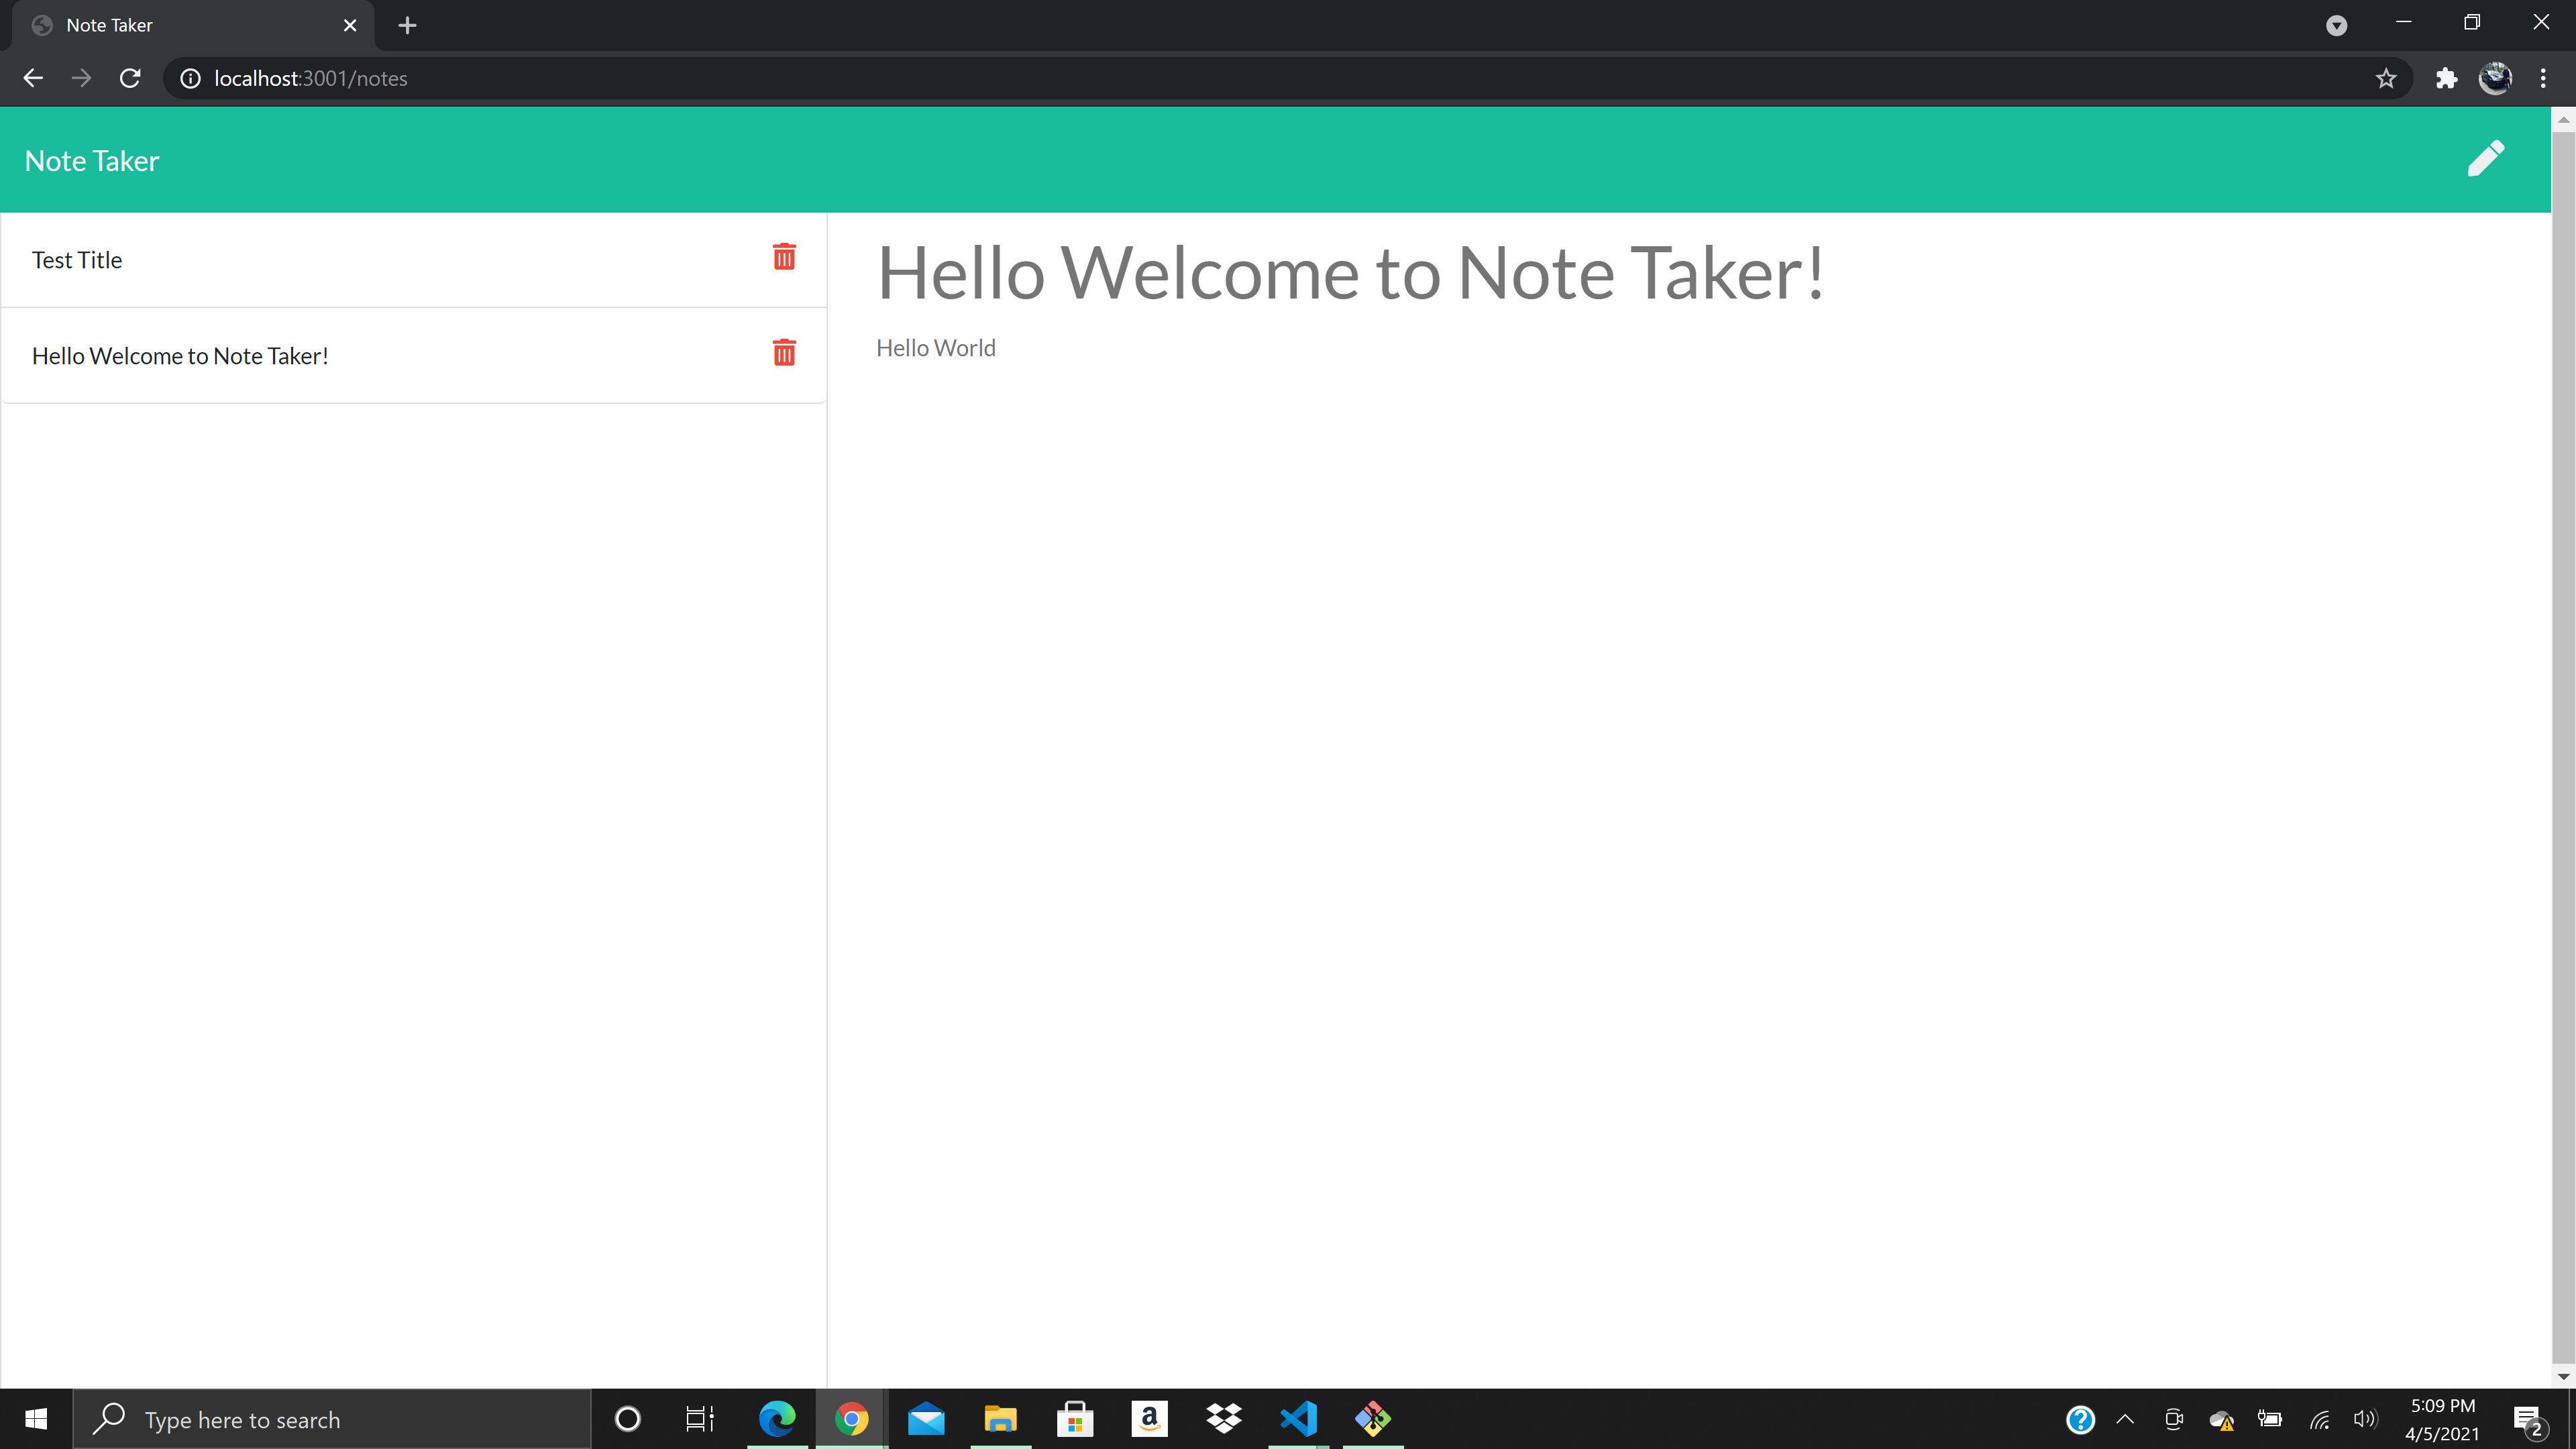 Note Taker
localhost:3001/notes
Note Taker
Test Title
Hello Welcome to Note Taker!
Hello Welcome to Note Taker!
Hello World
Type here to search
a
5:09 PM
4/5/2021
2